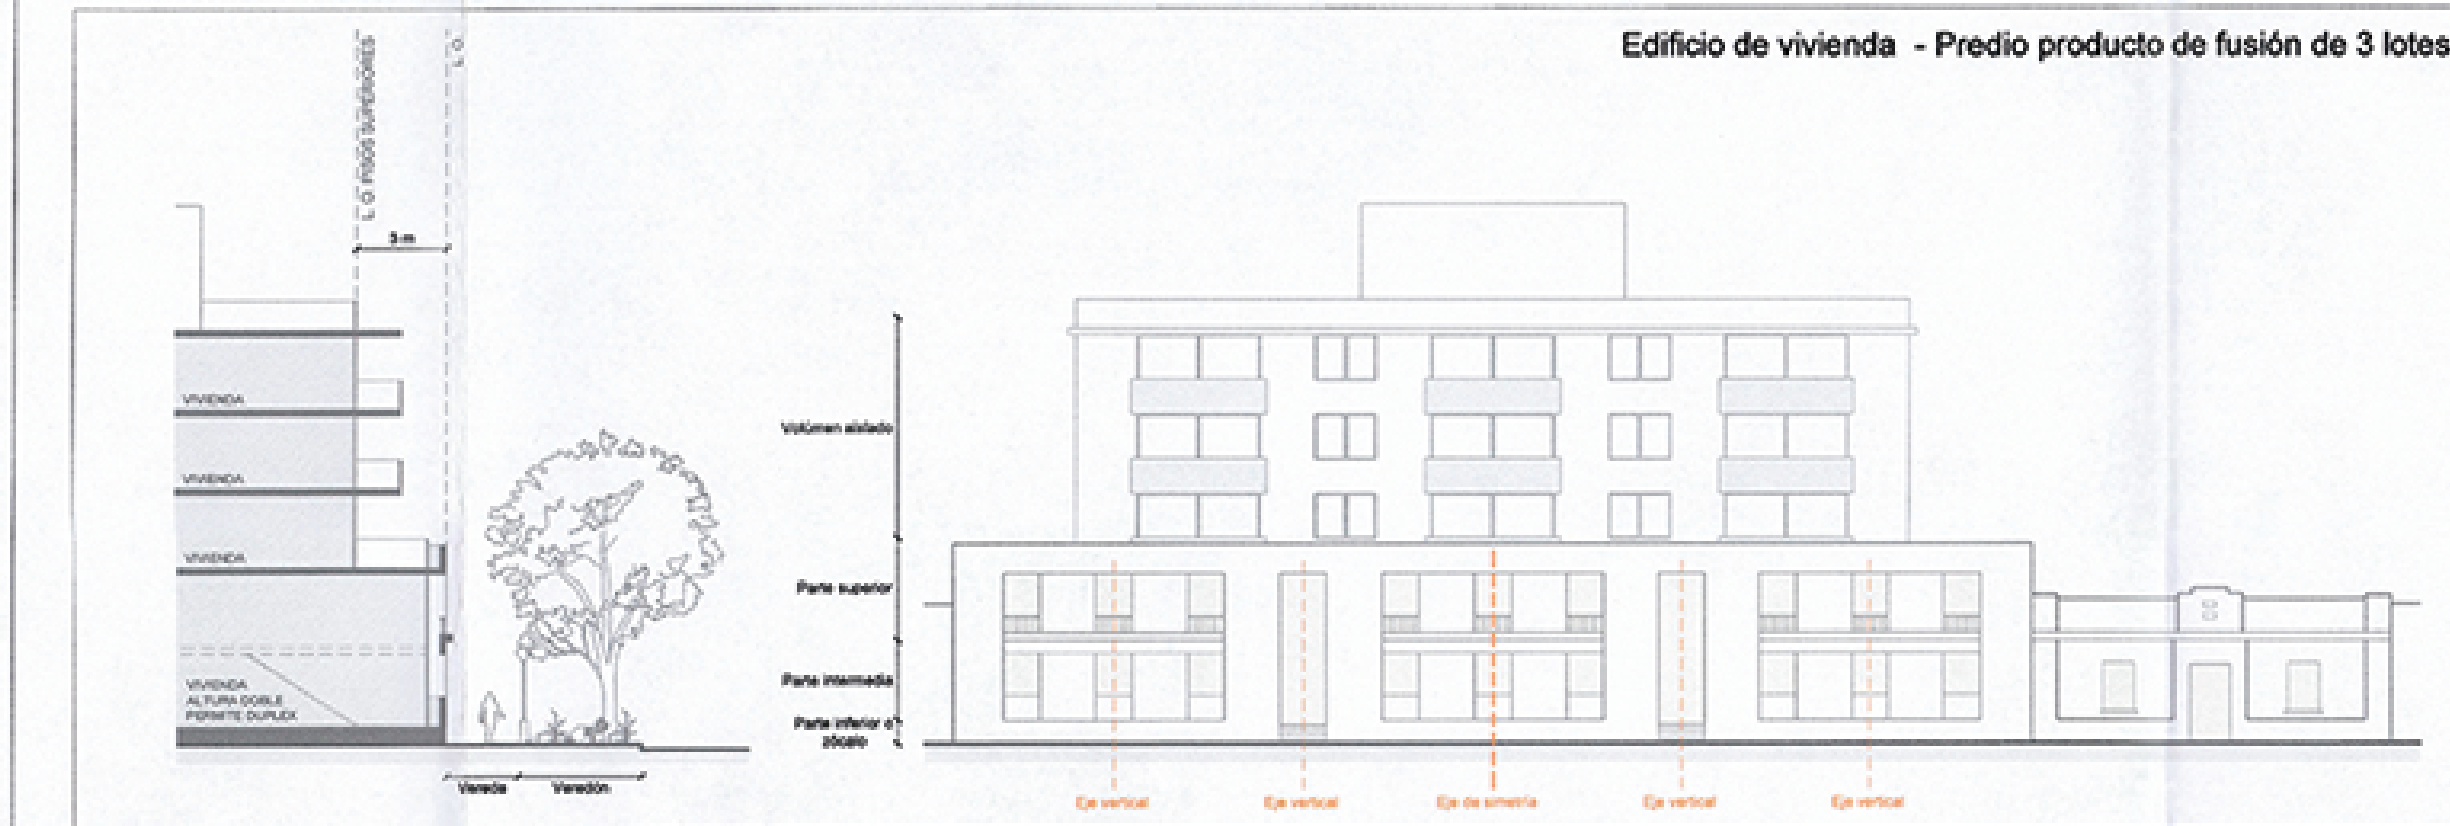 Edificio de vivienda - Predio producto de fusión de 3 lotes
L. O. PISOS SUPERIORES
L. O.
3 m
VIVIENDA
VIVIENDA
VIVIENDA
VIVIENDA
ALTURA DOBLE
PERMITE DUPLEX
Vereda
Veredón
Volúmen aislado
Parte superior
Parte intermedia
Parte inferior o
zócalo
Eje vertical
Eje vertical
Eje de simetría
Eje vertical
Eje vertical